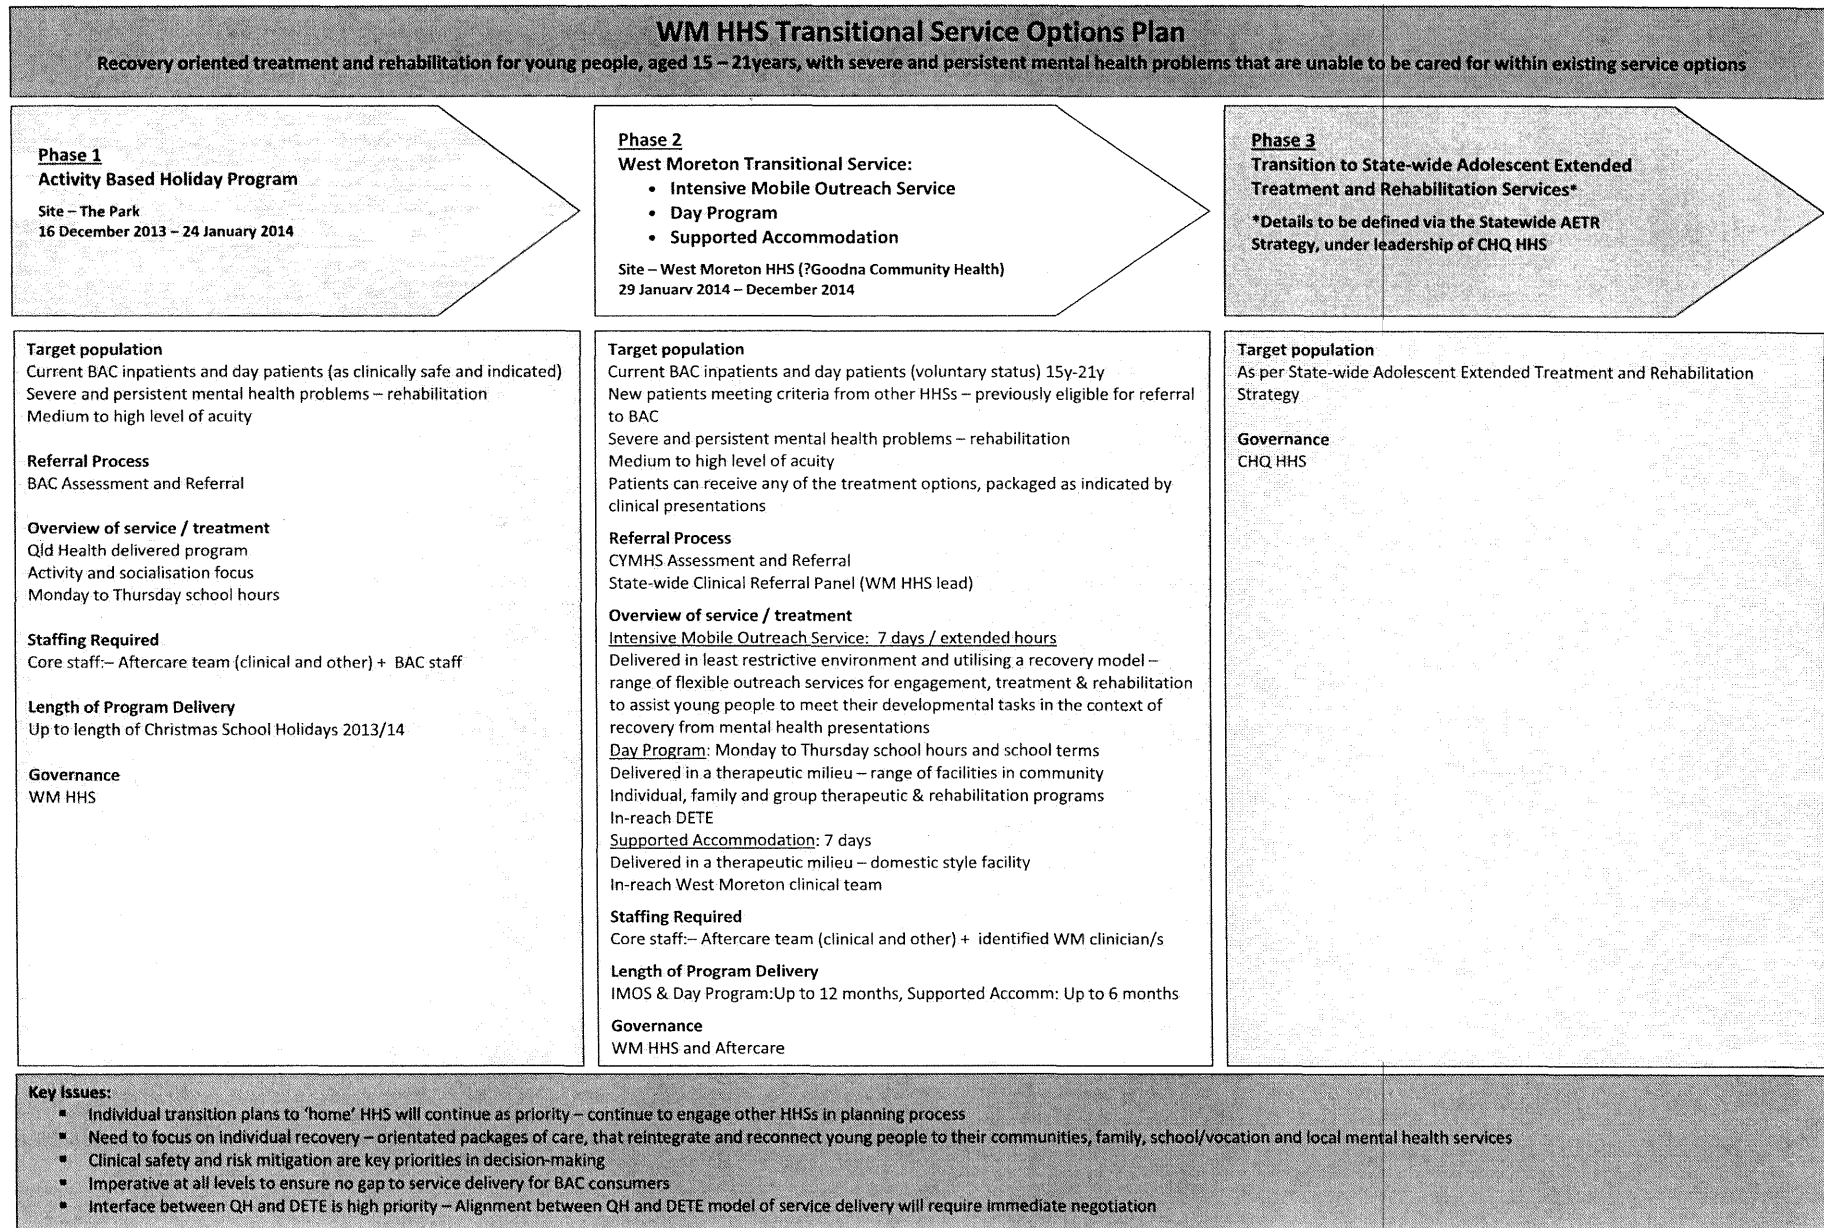 WM HHS Transitional Service Options Plan
Recovery oriented treatment and rehabilitation for young people, aged 15 – 21years, with severe and persistent mental health problems that are unable to be cared for within existing service options
Phase 1
Activity Based Holiday Program
Site – The Park
16 December 2013 – 24 January 2014
Phase 2
West Moreton Transitional Service:
• Intensive Mobile Outreach Service
• Day Program
• Supported Accommodation
Site – West Moreton HHS (?Goodna Community Health)
29 January 2014 – December 2014
Phase 3
Transition to State-wide Adolescent Extended
Treatment and Rehabilitation Services*
*Details to be defined via the Statewide AETR
Strategy, under leadership of CHQ HHS
Target population
Current BAC inpatients and day patients (as clinically safe and indicated)
Severe and persistent mental health problems – rehabilitation
Medium to high level of acuity
Referral Process
BAC Assessment and Referral
Overview of service / treatment
Qld Health delivered program
Activity and socialisation focus
Monday to Thursday school hours
Staffing Required
Core staff:– Aftercare team (clinical and other) + BAC staff
Length of Program Delivery
Up to length of Christmas School Holidays 2013/14
Governance
WM HHS
Target population
Current BAC inpatients and day patients (voluntary status) 15y-21y
New patients meeting criteria from other HHSs – previously eligible for referral
to BAC
Severe and persistent mental health problems – rehabilitation
Medium to high level of acuity
Patients can receive any of the treatment options, packaged as indicated by
clinical presentations
Referral Process
CYMHS Assessment and Referral
State-wide Clinical Referral Panel (WM HHS lead)
Overview of service / treatment
Intensive Mobile Outreach Service: 7 days / extended hours
Delivered in least restrictive environment and utilising a recovery model –
range of flexible outreach services for engagement, treatment & rehabilitation
to assist young people to meet their developmental tasks in the context of
recovery from mental health presentations
Day Program: Monday to Thursday school hours and school terms
Delivered in a therapeutic milieu – range of facilities in community
Individual, family and group therapeutic & rehabilitation programs
In-reach DETE
Supported Accommodation: 7 days
Delivered in a therapeutic milieu – domestic style facility
In-reach West Moreton clinical team
Staffing Required
Core staff:– Aftercare team (clinical and other) + identified WM clinician/s
Length of Program Delivery
IMOS & Day Program:Up to 12 months, Supported Accomm: Up to 6 months
Governance
WM HHS and Aftercare
Target population
As per State-wide Adolescent Extended Treatment and Rehabilitation
Strategy
Governance
CHQ HHS
Key Issues:
▪ Individual transition plans to 'home' HHS will continue as priority – continue to engage other HHSs in planning process
▪ Need to focus on individual recovery – orientated packages of care, that reintegrate and reconnect young people to their communities, family, school/vocation and local mental health services
▪ Clinical safety and risk mitigation are key priorities in decision-making
▪ Imperative at all levels to ensure no gap to service delivery for BAC consumers
▪ Interface between QH and DETE is high priority – Alignment between QH and DETE model of service delivery will require immediate negotiation